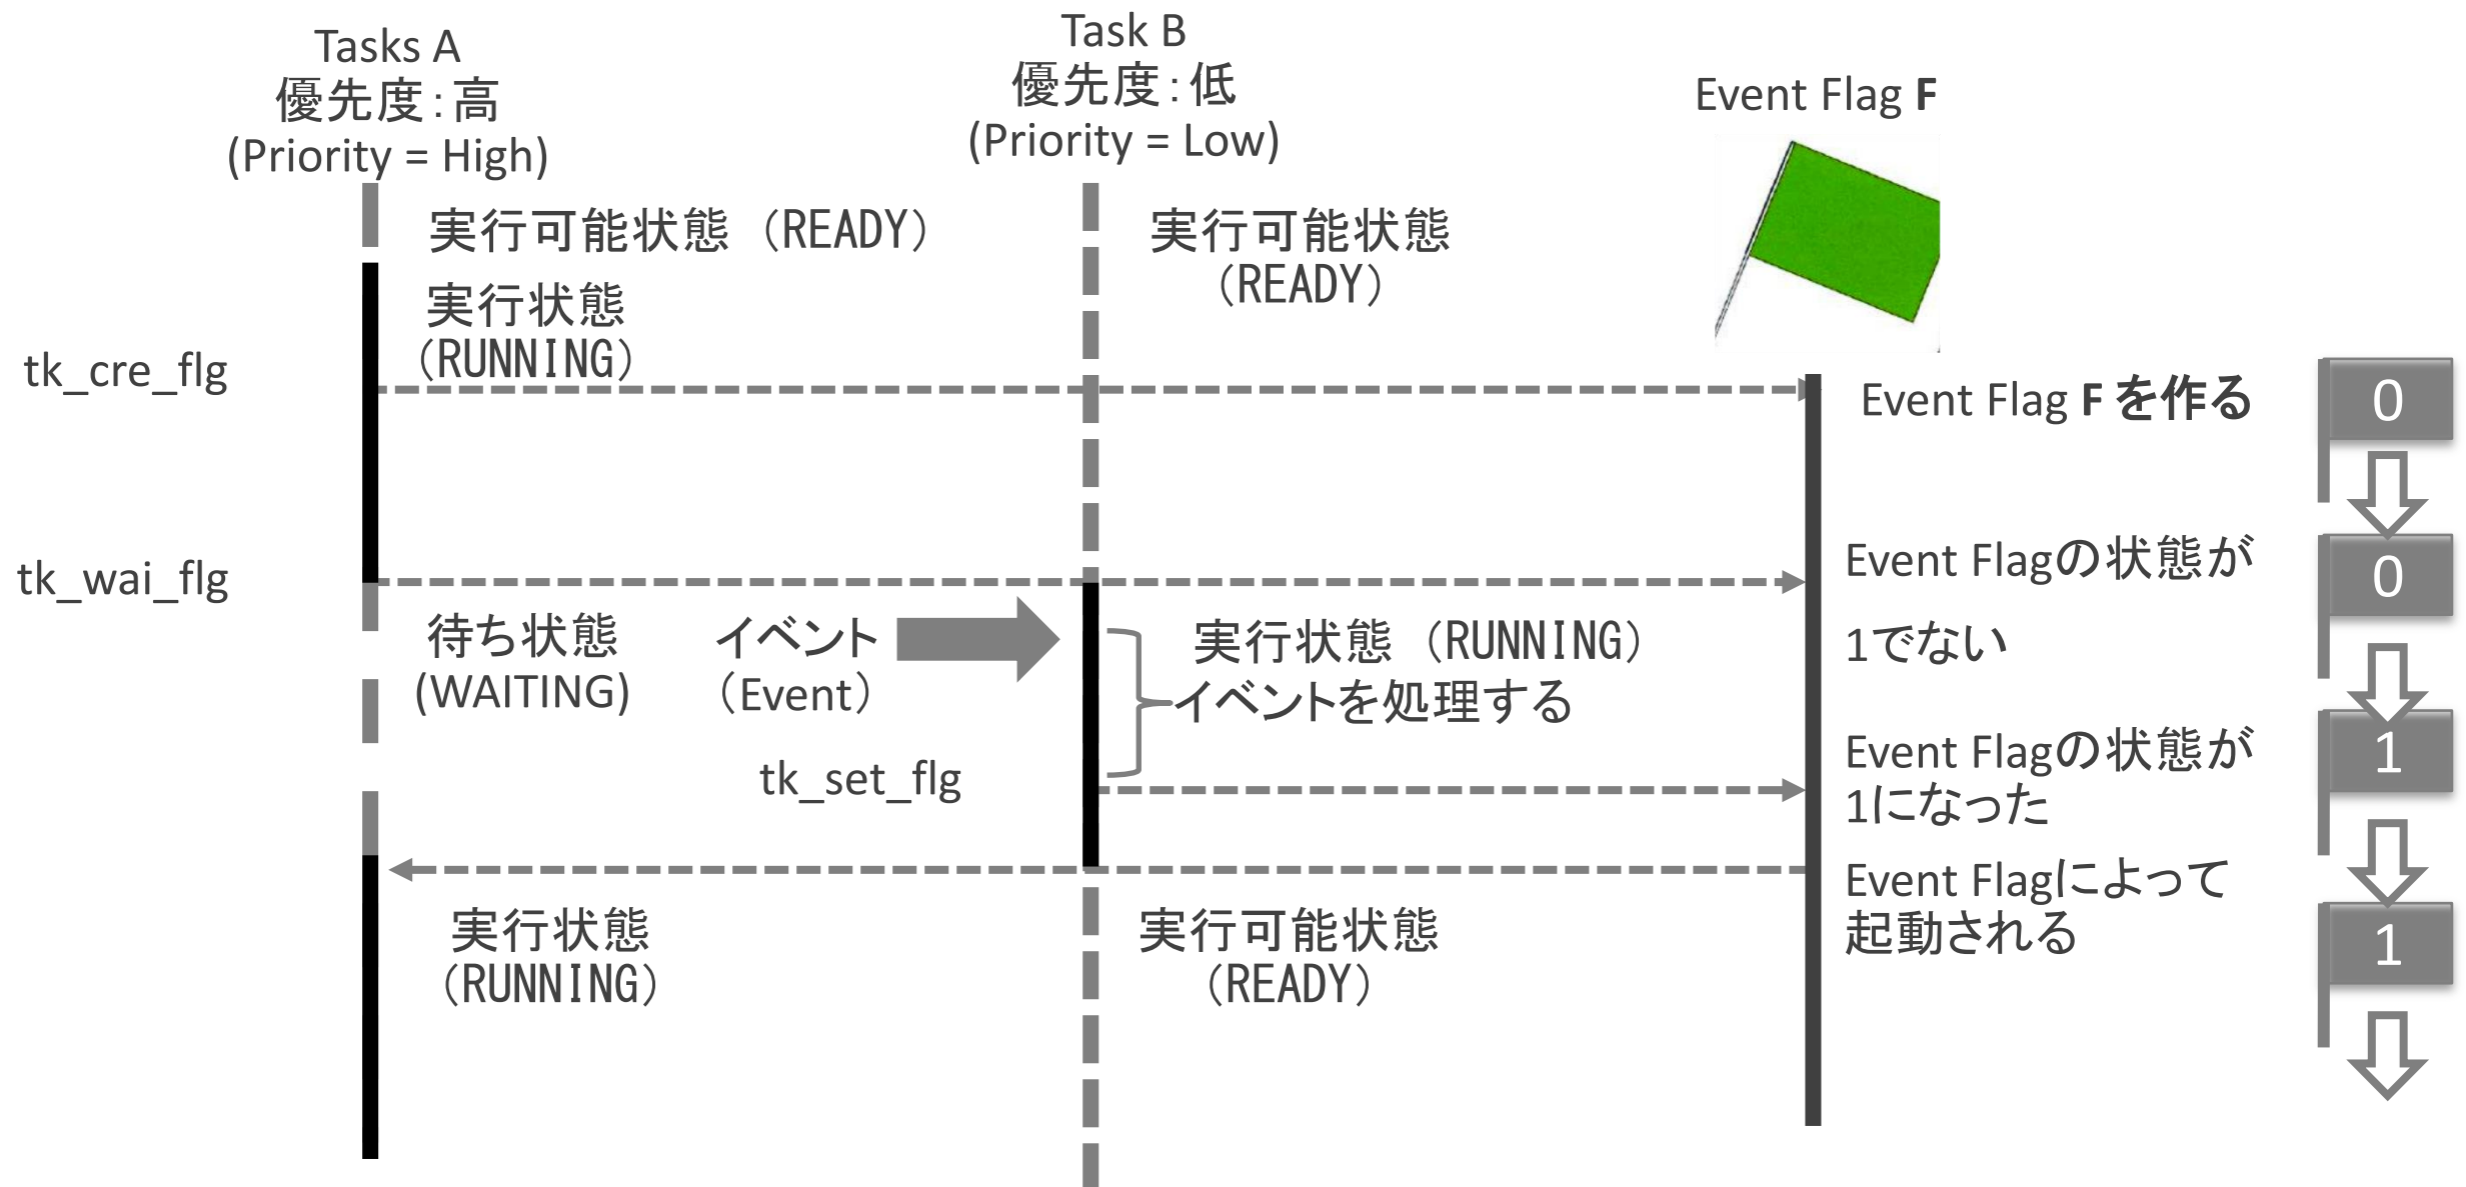 Tasks A
優先度：高
(Priority = High)
Task B
優先度：低
(Priority = Low)
Event Flag F
実行可能状態（READY）
実行可能状態
（READY）
実行状態
（RUNNING）
tk_cre_flg
Event Flag F を作る
0
tk_wai_flg
Event Flagの状態が
1でない
0
待ち状態
(WAITING)
イベント
（Event）
実行状態（RUNNING）
イベントを処理する
tk_set_flg
Event Flagの状態が
1になった
1
Event Flagによって
起動される
1
実行状態
（RUNNING）
実行可能状態
（READY）